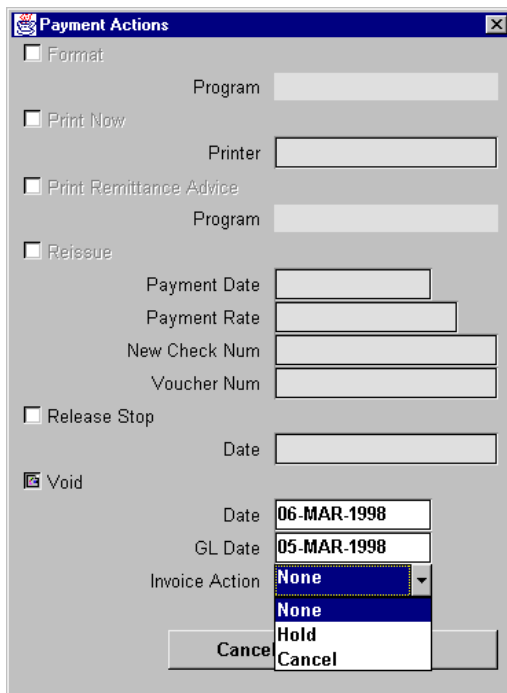 Payment Actions
Format
Program
Print Now
Printer
Print Remittance Advice
Program
Reissue
Payment Date
Payment Rate
New Check Num
Voucher Num
Release Stop
Date
Void
Date 06-MAR-1998
GL Date 05-MAR-1998
Invoice Action None
None
Hold
Cancel
Cancel